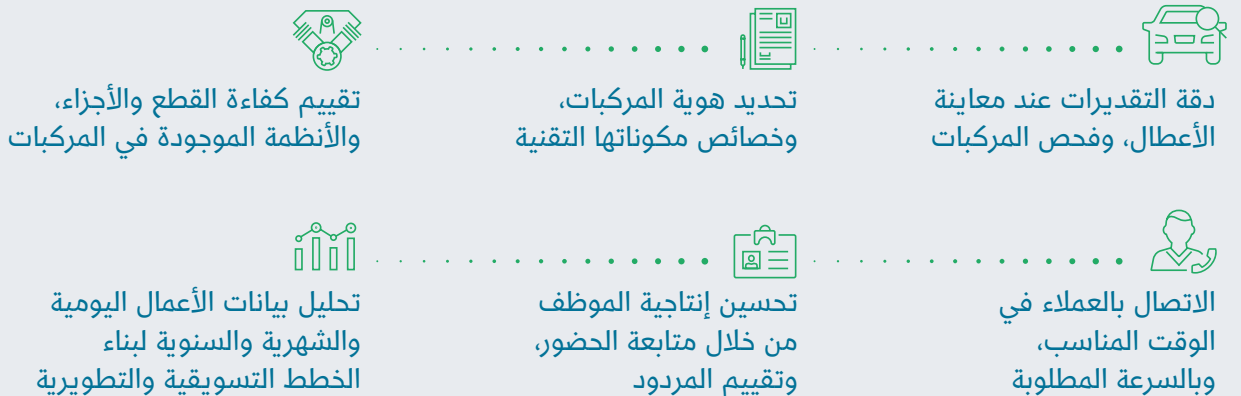 دقة التقديرات عند معاينة
الأعطال، وفحص المركبات
تحديد هوية المركبات،
وخصائص مكوناتها التقنية
تقييم كفاءة القطع والأجزاء،
والأنظمة الموجودة في المركبات
الاتصال بالعملاء في
الوقت المناسب،
وبالسرعة المطلوبة
تحسين إنتاجية الموظف
من خلال متابعة الحضور،
وتقييم المردود
تحليل بيانات الأعمال اليومية
والشهرية والسنوية لبناء
الخطط التسويقية والتطويرية